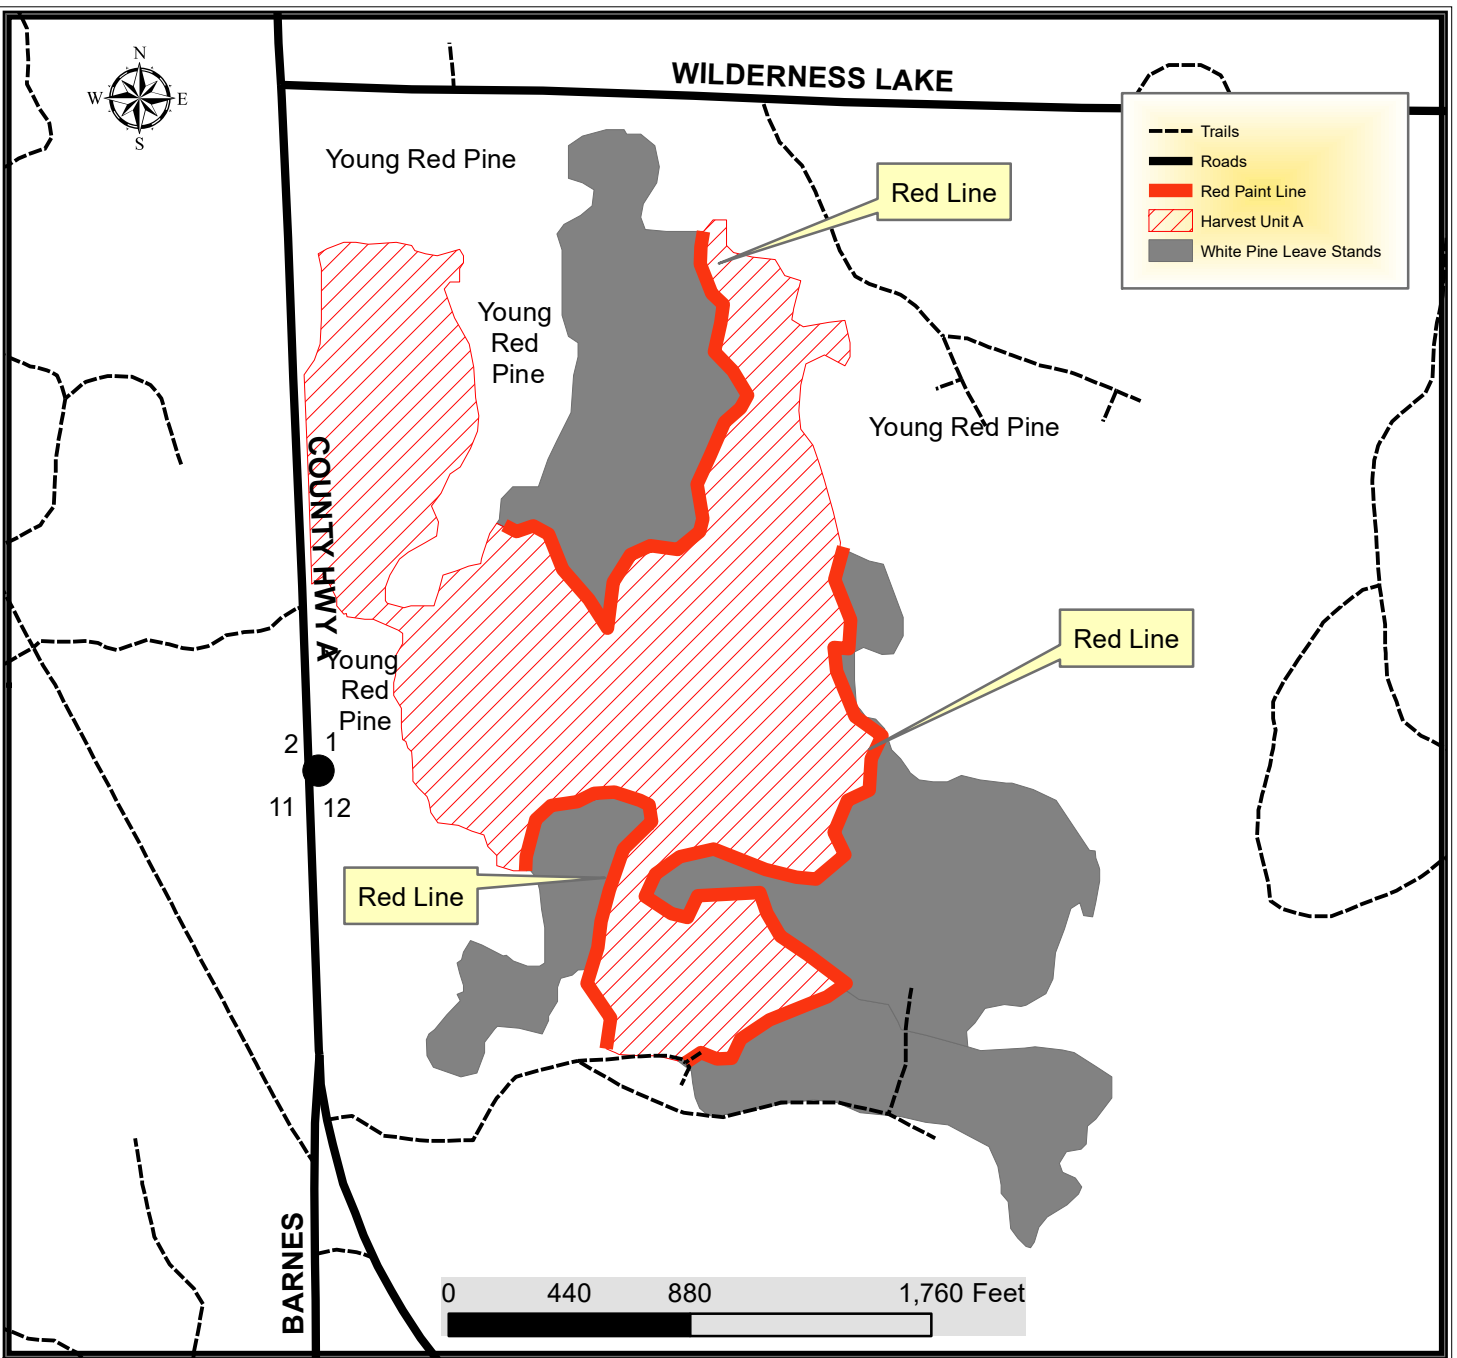 N
W
E
S
WILDERNESS LAKE
Trails
Roads
Red Paint Line
Harvest Unit A
White Pine Leave Stands
Young Red Pine
Red Line
Young
Red
Pine
Young Red Pine
COUNTY HWY A
Red Line
Young
Red
Pine
2 1
11 12
Red Line
BARNES
0 440 880 1,760 Feet